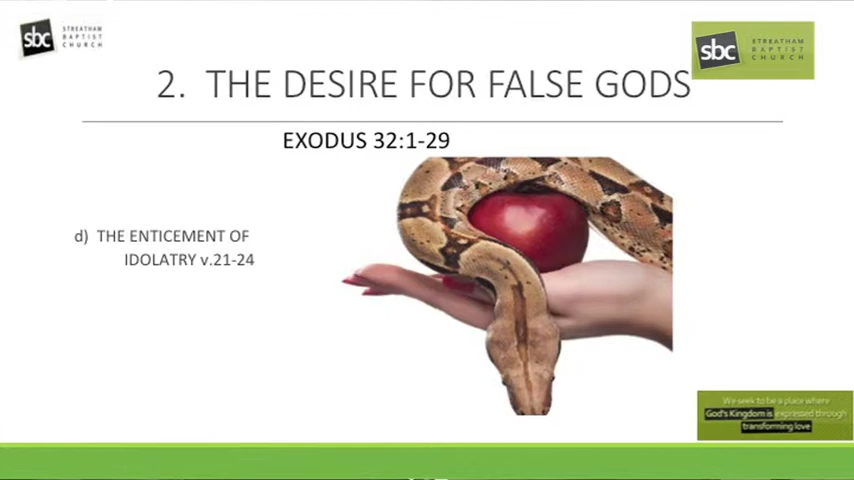 sbc
STREATHAM
BAPTIST
CHURCH
sbc
STREATHAM
BAPTIST
CHURCH
2. THE DESIRE FOR FALSE GODS
EXODUS 32:1-29
d) THE ENTICEMENT OF
IDOLATRY v.21-24
We seek to be a place where
God's Kingdom is expressed through
transforming love